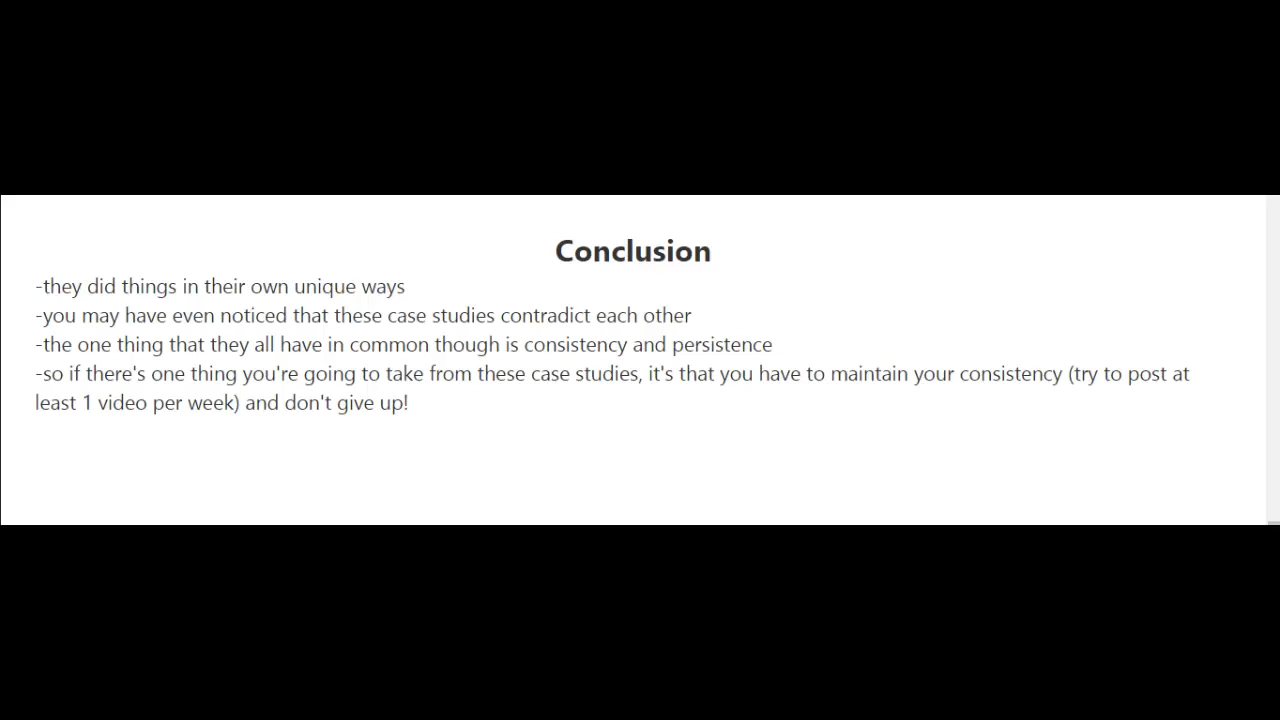 Conclusion
-they did things in their own unique ways
-you may have even noticed that these case studies contradict each other
-the one thing that they all have in common though is consistency and persistence
-so if there's one thing you're going to take from these case studies, it's that you have to maintain your consistency (try to post at
least 1 video per week) and don't give up!